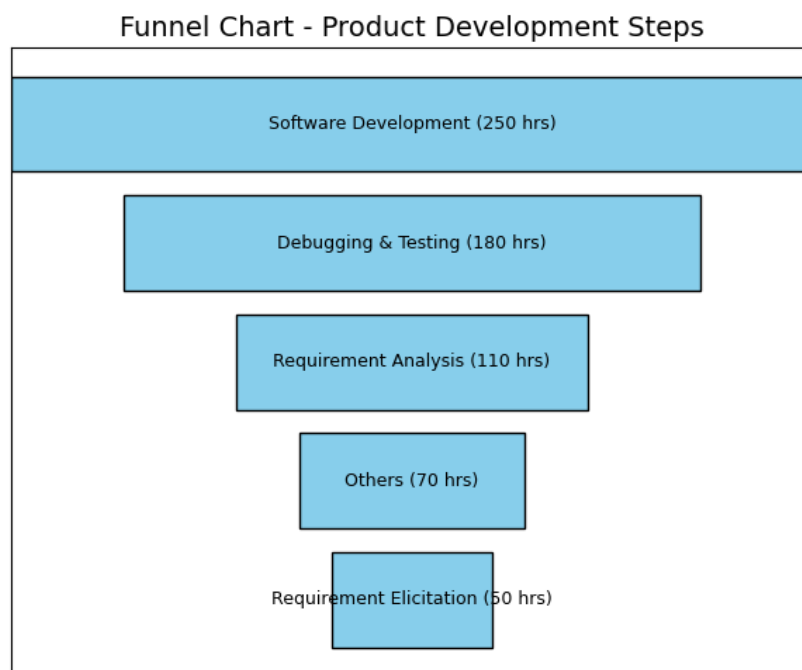 Funnel Chart - Product Development Steps
Software Development (250 hrs)
Debugging & Testing (180 hrs)
Requirement Analysis (110 hrs)
Others (70 hrs)
Requirement Elicitation (50 hrs)